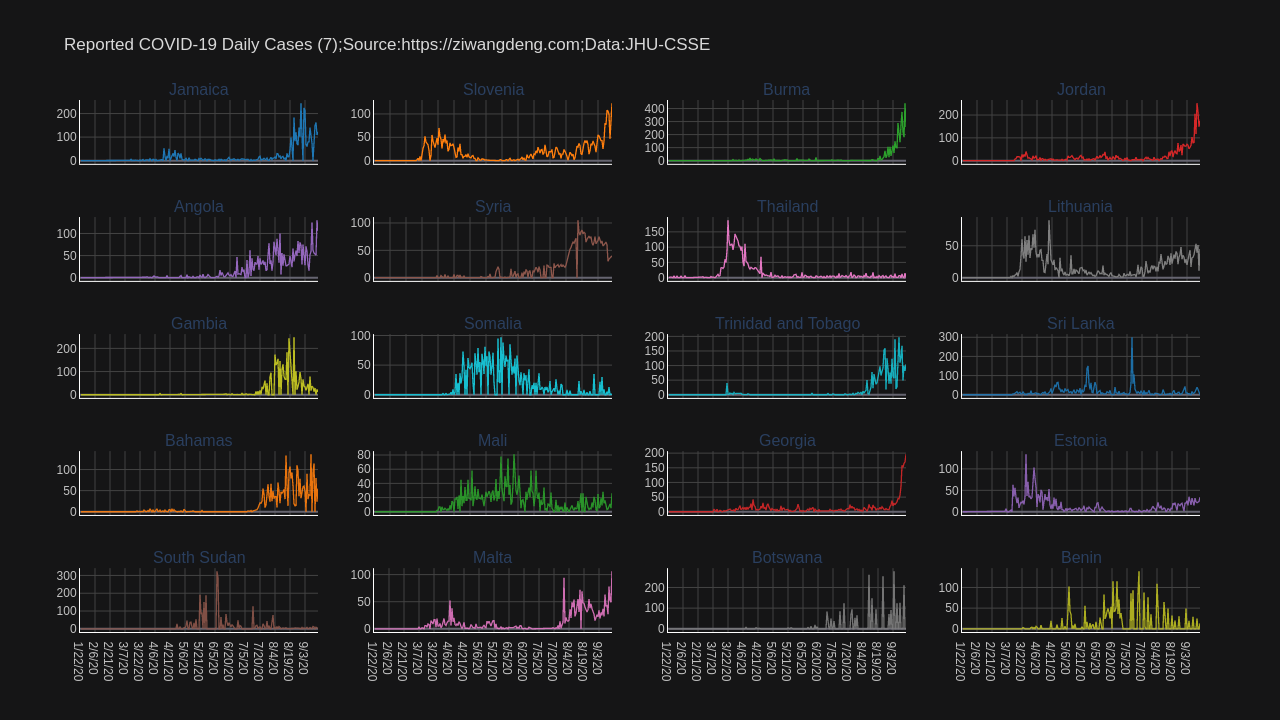 Reported COVID-19 Daily Cases (7);Source:https://ziwangdeng.com;Data:JHU-CSSE
Jamaica Slovenia Burma Jordan
200 100 0
100 50 0
400 300 200 100 0
200 100 0
Angola Syria Thailand Lithuania
100 50 0
100 50 0
150 100 50 0
50 0
Gambia Somalia Trinidad and Tobago Sri Lanka
200 100 0
100 50 0
200 150 100 50 0
300 200 100 0
Bahamas Mali Georgia Estonia
100 50 0
80 60 40 20 0
200 150 100 50 0
100 50 0
South Sudan Malta Botswana Benin
300 200 100 0
100 50 0
200 100 0
100 50 0
1/22/20 2/6/20 2/21/20 3/7/20 3/22/20 4/6/20 4/21/20 5/6/20 5/21/20 6/5/20 6/20/20 7/5/20 7/20/20 8/4/20 8/19/20 9/3/20
1/22/20 2/6/20 2/21/20 3/7/20 3/22/20 4/6/20 4/21/20 5/6/20 5/21/20 6/5/20 6/20/20 7/5/20 7/20/20 8/4/20 8/19/20 9/3/20
1/22/20 2/6/20 2/21/20 3/7/20 3/22/20 4/6/20 4/21/20 5/6/20 5/21/20 6/5/20 6/20/20 7/5/20 7/20/20 8/4/20 8/19/20 9/3/20
1/22/20 2/6/20 2/21/20 3/7/20 3/22/20 4/6/20 4/21/20 5/6/20 5/21/20 6/5/20 6/20/20 7/5/20 7/20/20 8/4/20 8/19/20 9/3/20